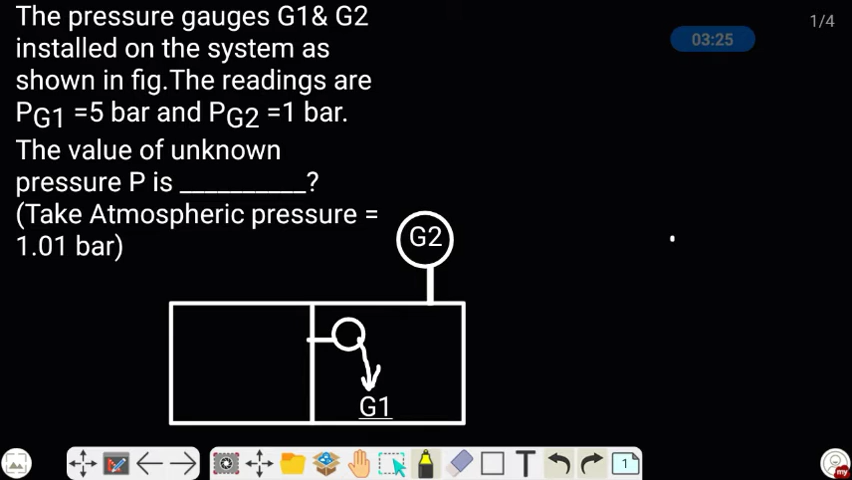 The pressure gauges G1& G2
installed on the system as
shown in fig.The readings are
PG1 =5 bar and PG2 =1 bar.
The value of unknown
pressure P is __________?
(Take Atmospheric pressure =
1.01 bar)
1/4
03:25
G2
G1
T
1
my